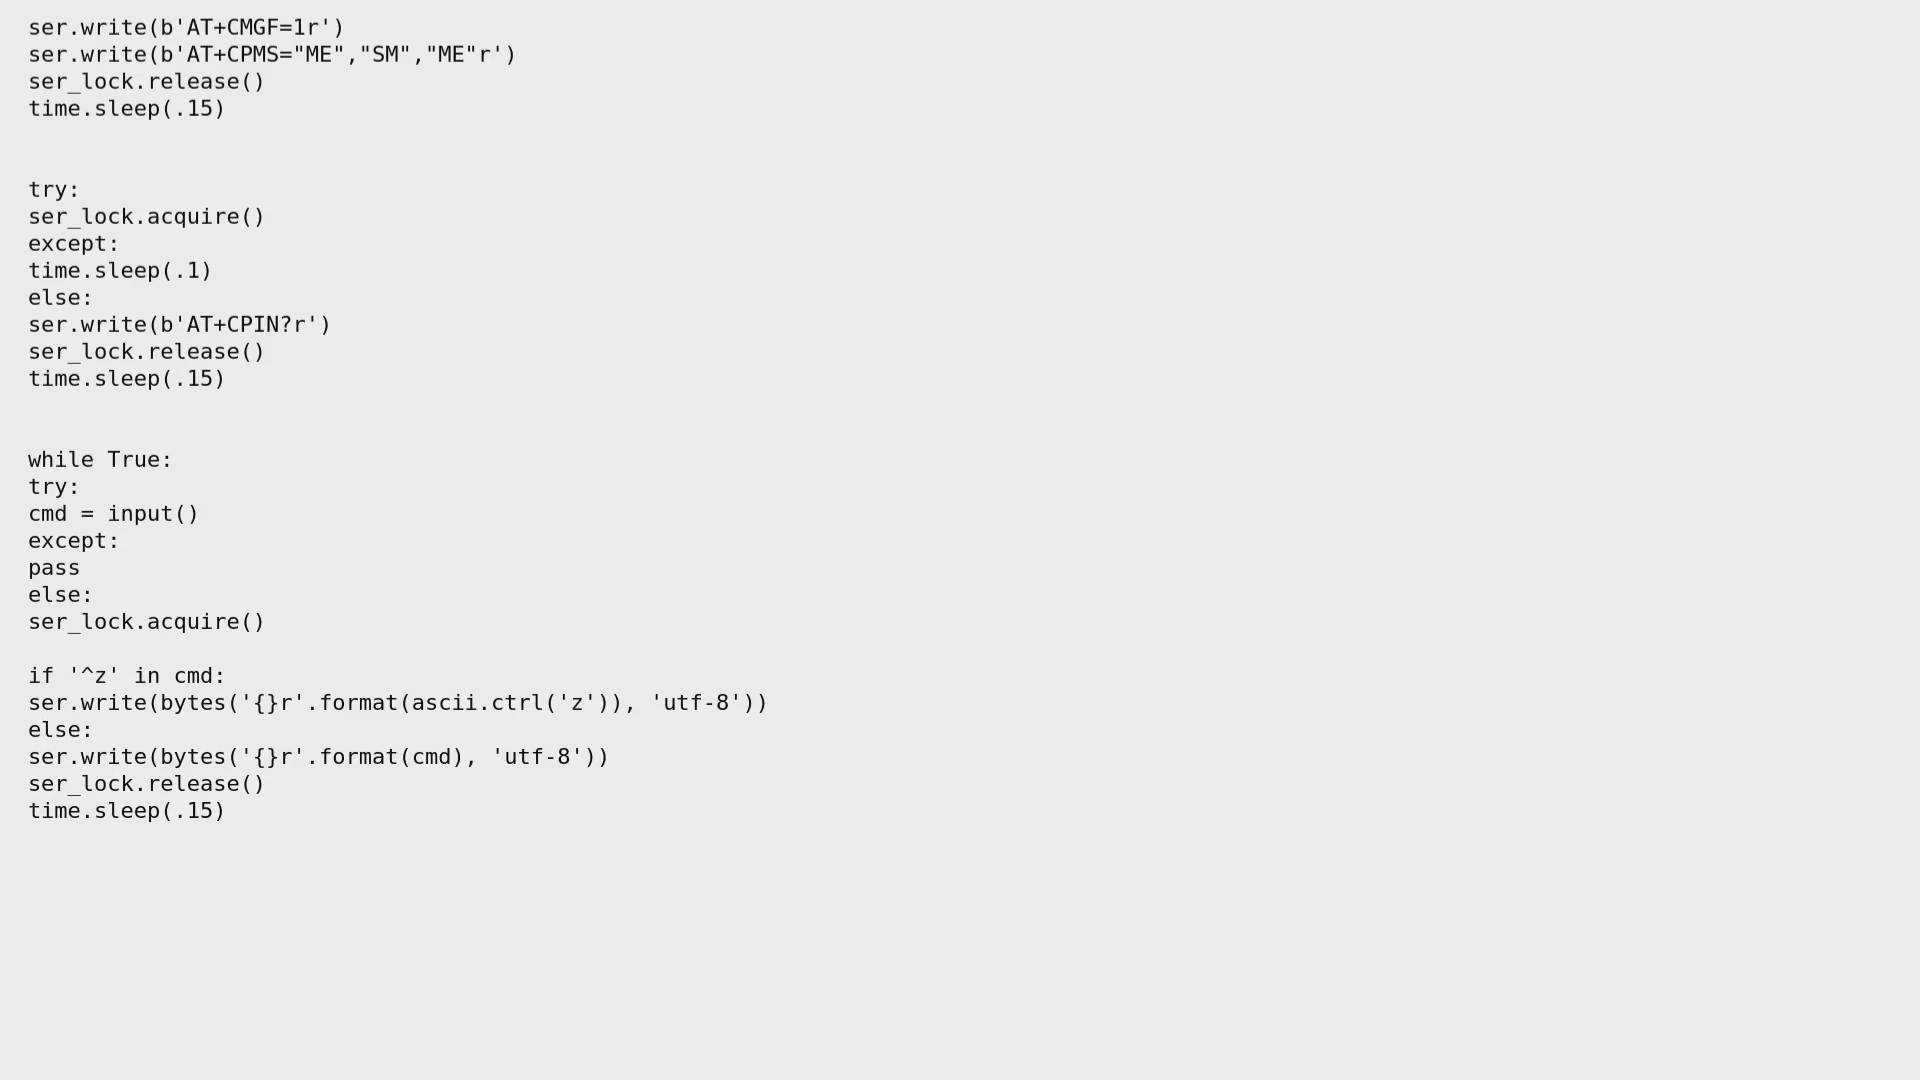 ser.write(b'AT+CMGF=1r')
ser.write(b'AT+CPMS="ME","SM","ME"r')
ser_lock.release()
time.sleep(.15)
try:
ser_lock.acquire()
except:
time.sleep(.1)
else:
ser.write(b'AT+CPIN?r')
ser_lock.release()
time.sleep(.15)
while True:
try:
cmd = input()
except:
pass
else:
ser_lock.acquire()
if '^z' in cmd:
ser.write(bytes('{}r'.format(ascii.ctrl('z')), 'utf-8'))
else:
ser.write(bytes('{}r'.format(cmd), 'utf-8'))
ser_lock.release()
time.sleep(.15)